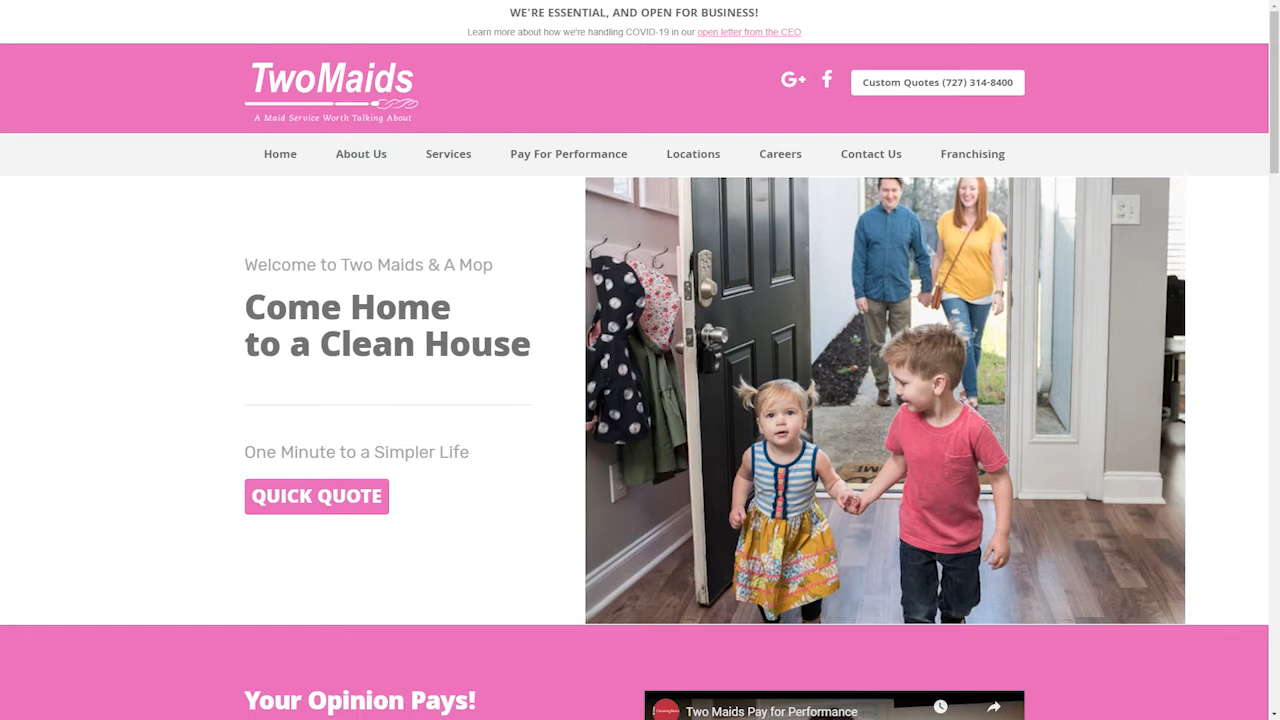 WE'RE ESSENTIAL, AND OPEN FOR BUSINESS!
Learn more about how we're handling COVID-19 in our open letter from the CEO
TwoMaids
A Maid Service Worth Talking About
Custom Quotes (727) 314-8400
Home About Us Services Pay For Performance Locations Careers Contact Us Franchising
Welcome to Two Maids & A Mop
Come Home
to a Clean House
One Minute to a Simpler Life
QUICK QUOTE
Your Opinion Pays!
Two Maids Pay for Performance